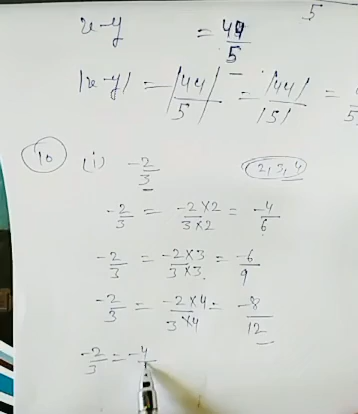 5
x-y = 44/5
|x-y| = |44/5| = |44|/|5| =
10 (i) -2/3 2,3,4
-2/3 = -2×2/3×2 = -4/6
-2/3 = -2×3/3×3 = -6/9
-2/3 = -2×4/3×4 = -8/12
-2/3 = -4